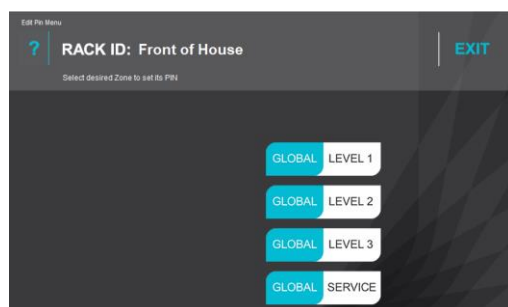 Edit Pin Menu
? RACK ID: Front of House EXIT
Select desired Zone to set its PIN
GLOBAL LEVEL 1
GLOBAL LEVEL 2
GLOBAL LEVEL 3
GLOBAL SERVICE